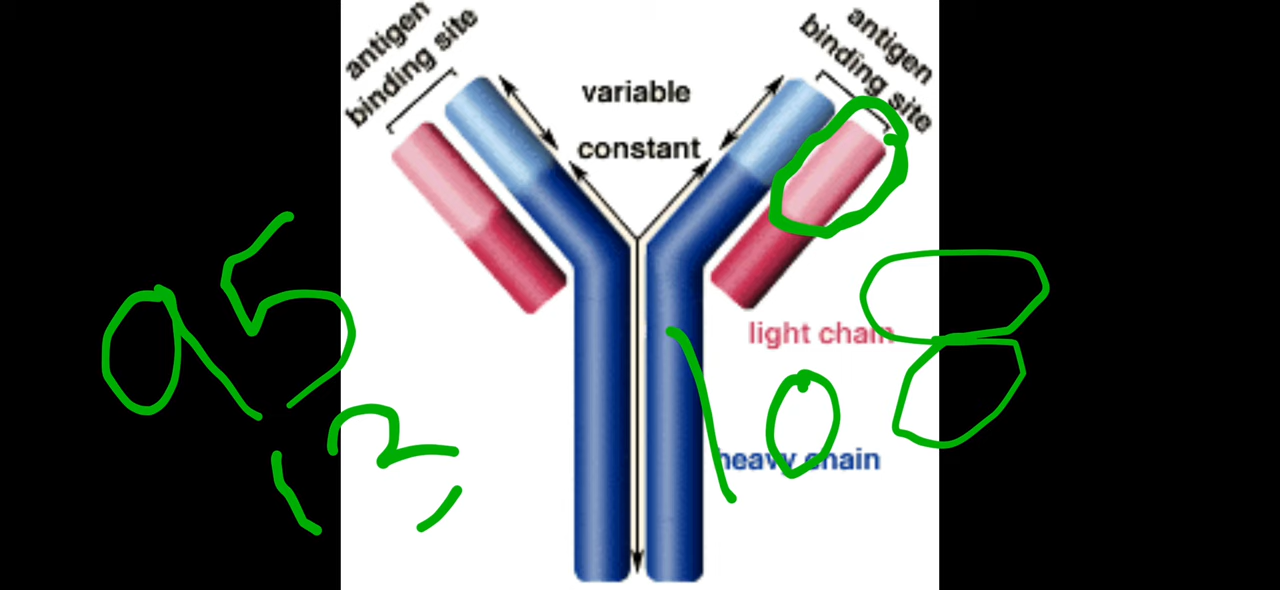 antigen
binding site
antigen
binding site
variable
constant
light chain
heavy chain
95
12
108